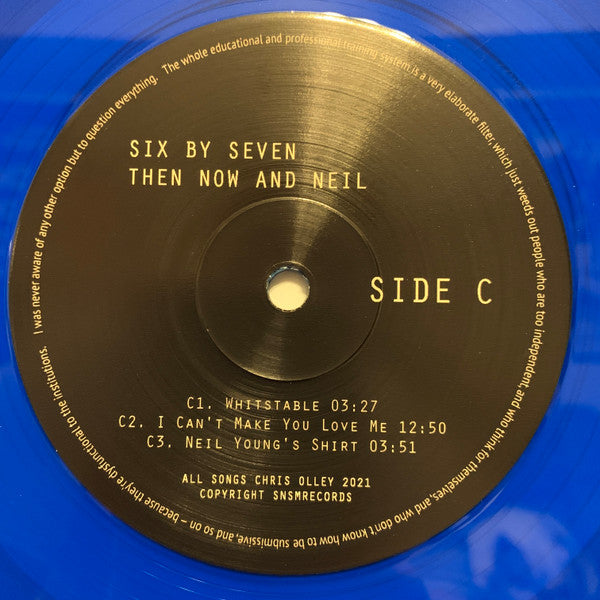 SIX BY SEVEN
THEN NOW AND NEIL
SIDE C
C1. WHITSTABLE 03:27
C2. I CAN'T MAKE YOU LOVE ME 12:50
C3. NEIL YOUNG'S SHIRT 03:51
ALL SONGS CHRIS OLLEY 2021
COPYRIGHT SNSMRECORDS
I was never aware of any other option but to question everything. The whole educational and professional training system is a very elaborate filter, which just weeds out people who are too independent, and who think for themselves, and who don't know how to be submissive, and so on – because they're dysfunctional to the institutions.